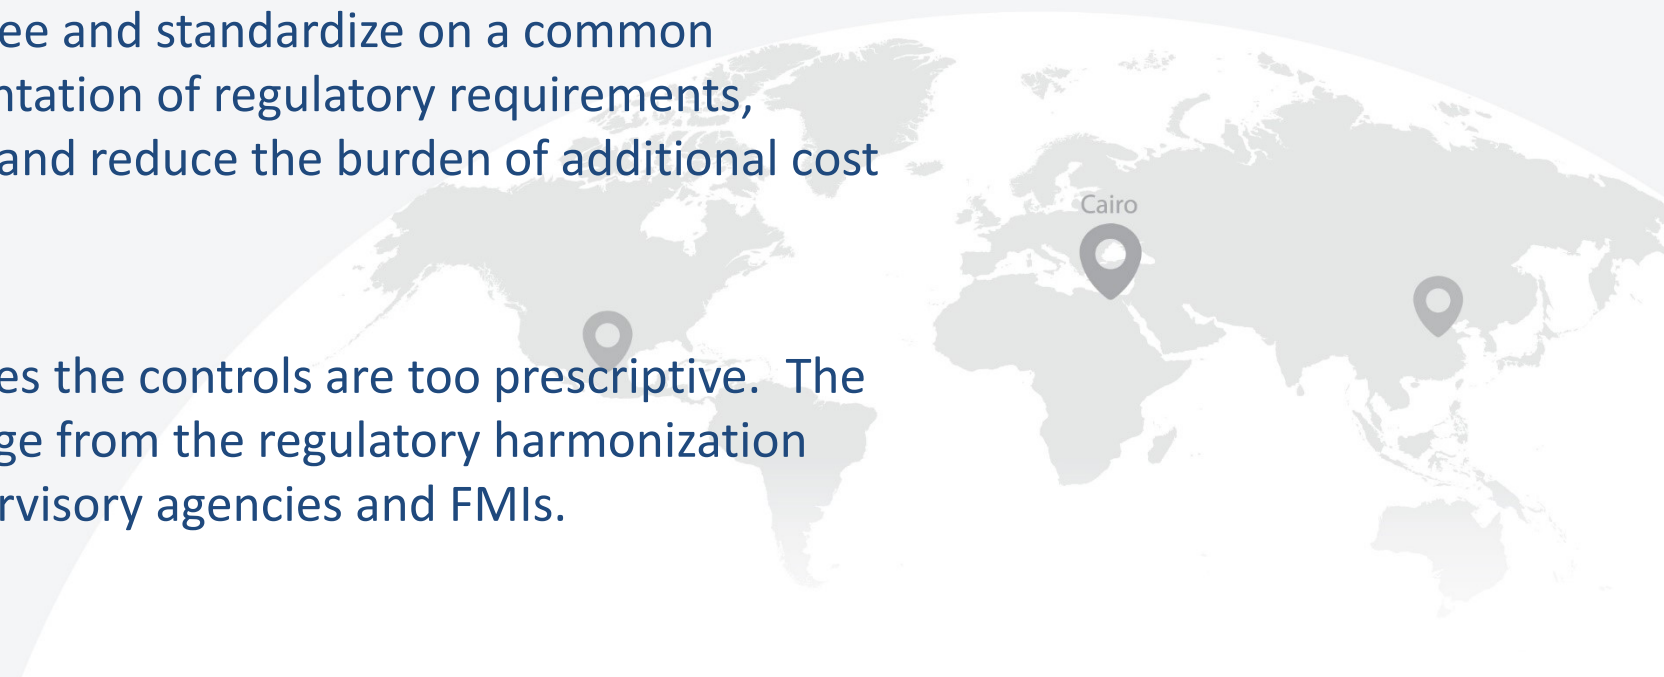 ee and standardize on a common
ntation of regulatory requirements,
and reduce the burden of additional cost
Cairo
es the controls are too prescriptive.  The
ge from the regulatory harmonization
rvisory agencies and FMIs.